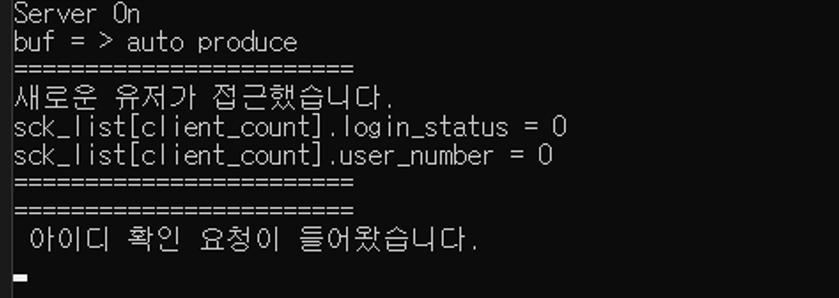 Server On
buf = > auto produce
========================
새로운 유저가 접근했습니다.
sck_list[client_count].login_status = 0
sck_list[client_count].user_number = 0
========================
========================
아이디 확인 요청이 들어왔습니다.